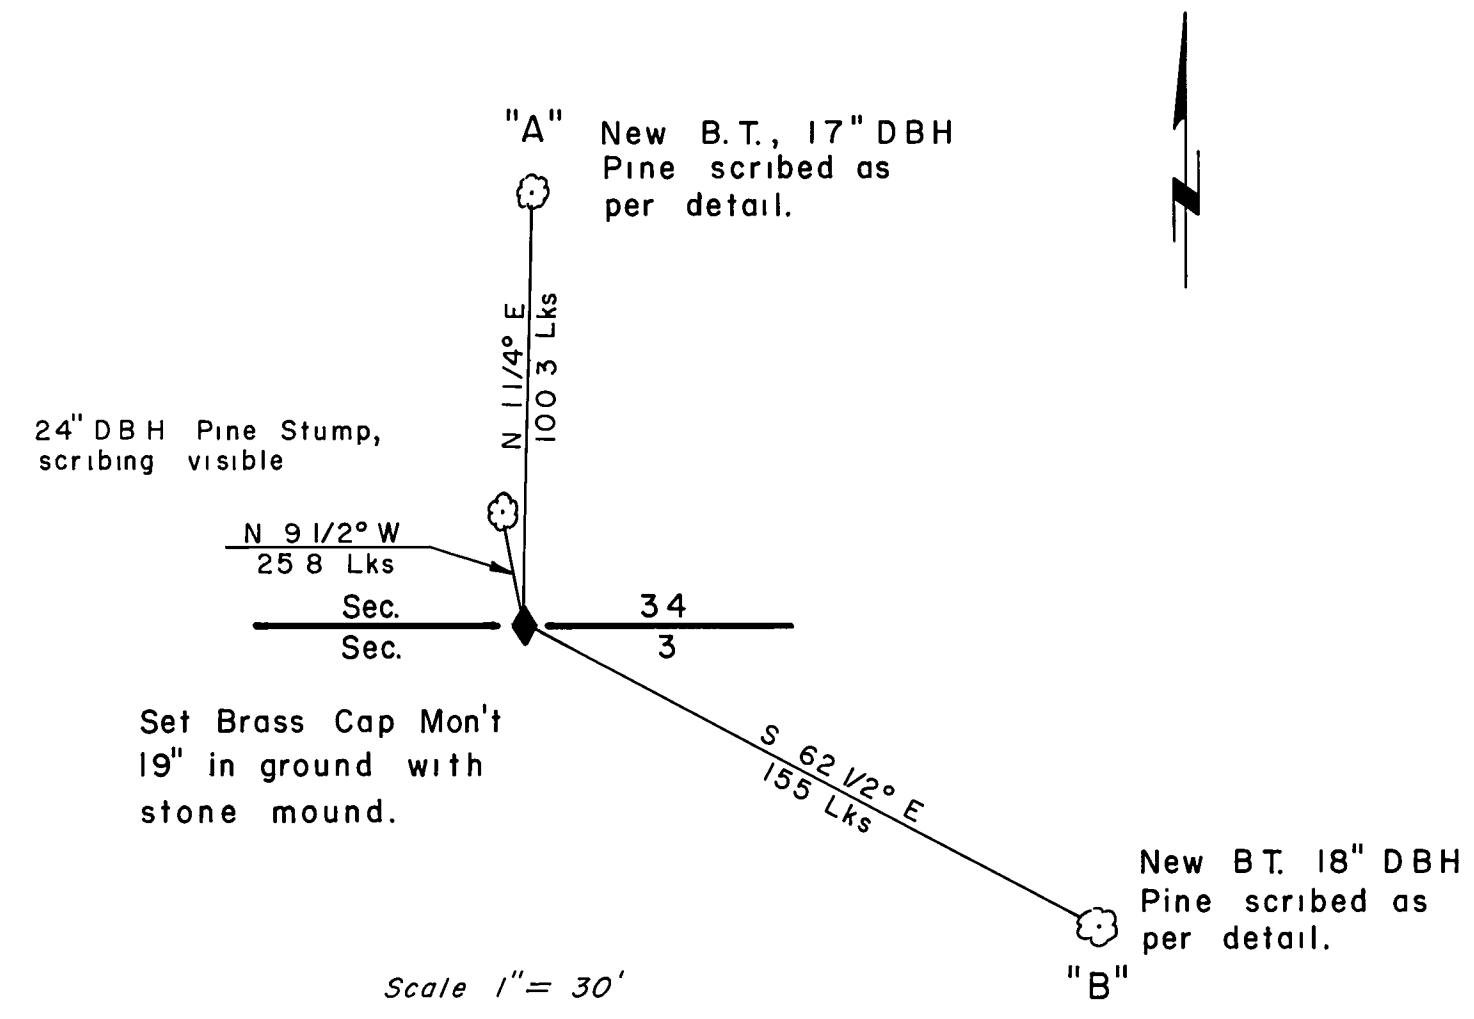 "A"
New B.T., 17" DBH
Pine scribed as
per detail.
N 1 1/4° E
100 3 Lks
24" DBH Pine Stump,
scribing visible
N 9 1/2° W
25 8 Lks
Sec. 34
Sec. 3
Set Brass Cap Mon't
19" in ground with
stone mound.
S 62 1/2° E
155 Lks
New BT. 18" DBH
Pine scribed as
per detail.
"B"
Scale 1" = 30'